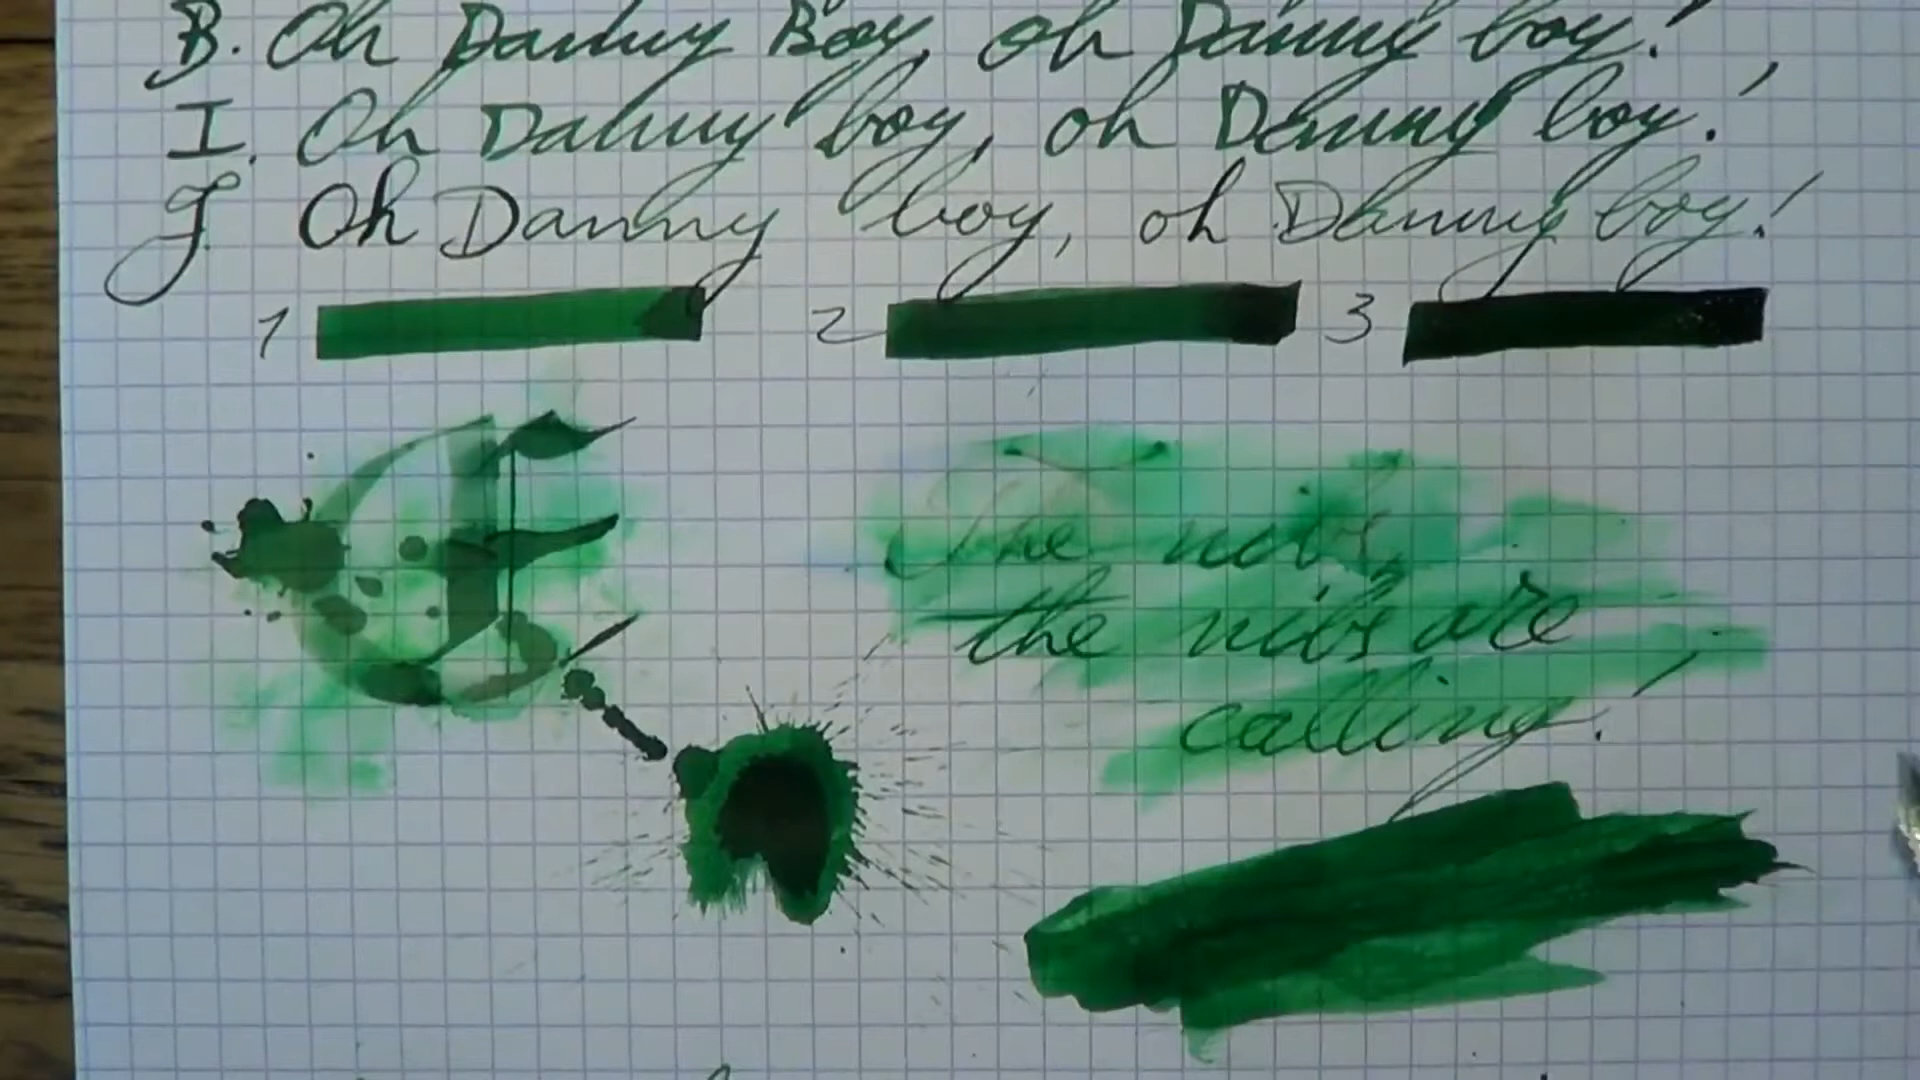 B. Oh Danny Boy, oh Danny boy!
I. Oh Danny boy, oh Danny boy!
J. Oh Danny boy, oh Danny boy!
1 2 3
The nibs,
the nibs are
calling!